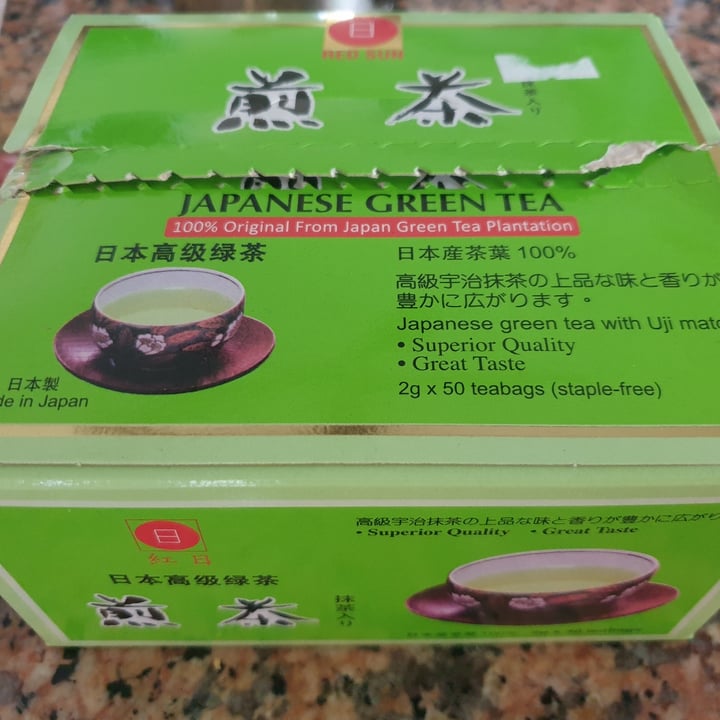 日
RED SUN
煎茶
抹茶入り
JAPANESE GREEN TEA
100% Original From Japan Green Tea Plantation
日本高级绿茶
日本産茶葉 100%
高級宇治抹茶の上品な味と香りが
豊かに広がります。
Japanese green tea with Uji
• Superior Quality
• Great Taste
2g x 50 teabags (staple-free)
日本製
in Japan
日
紅日
日本高级绿茶
煎茶
抹茶入り
高級宇治抹茶の上品な味と香りが豊かに広がり
• Superior Quality • Great Taste